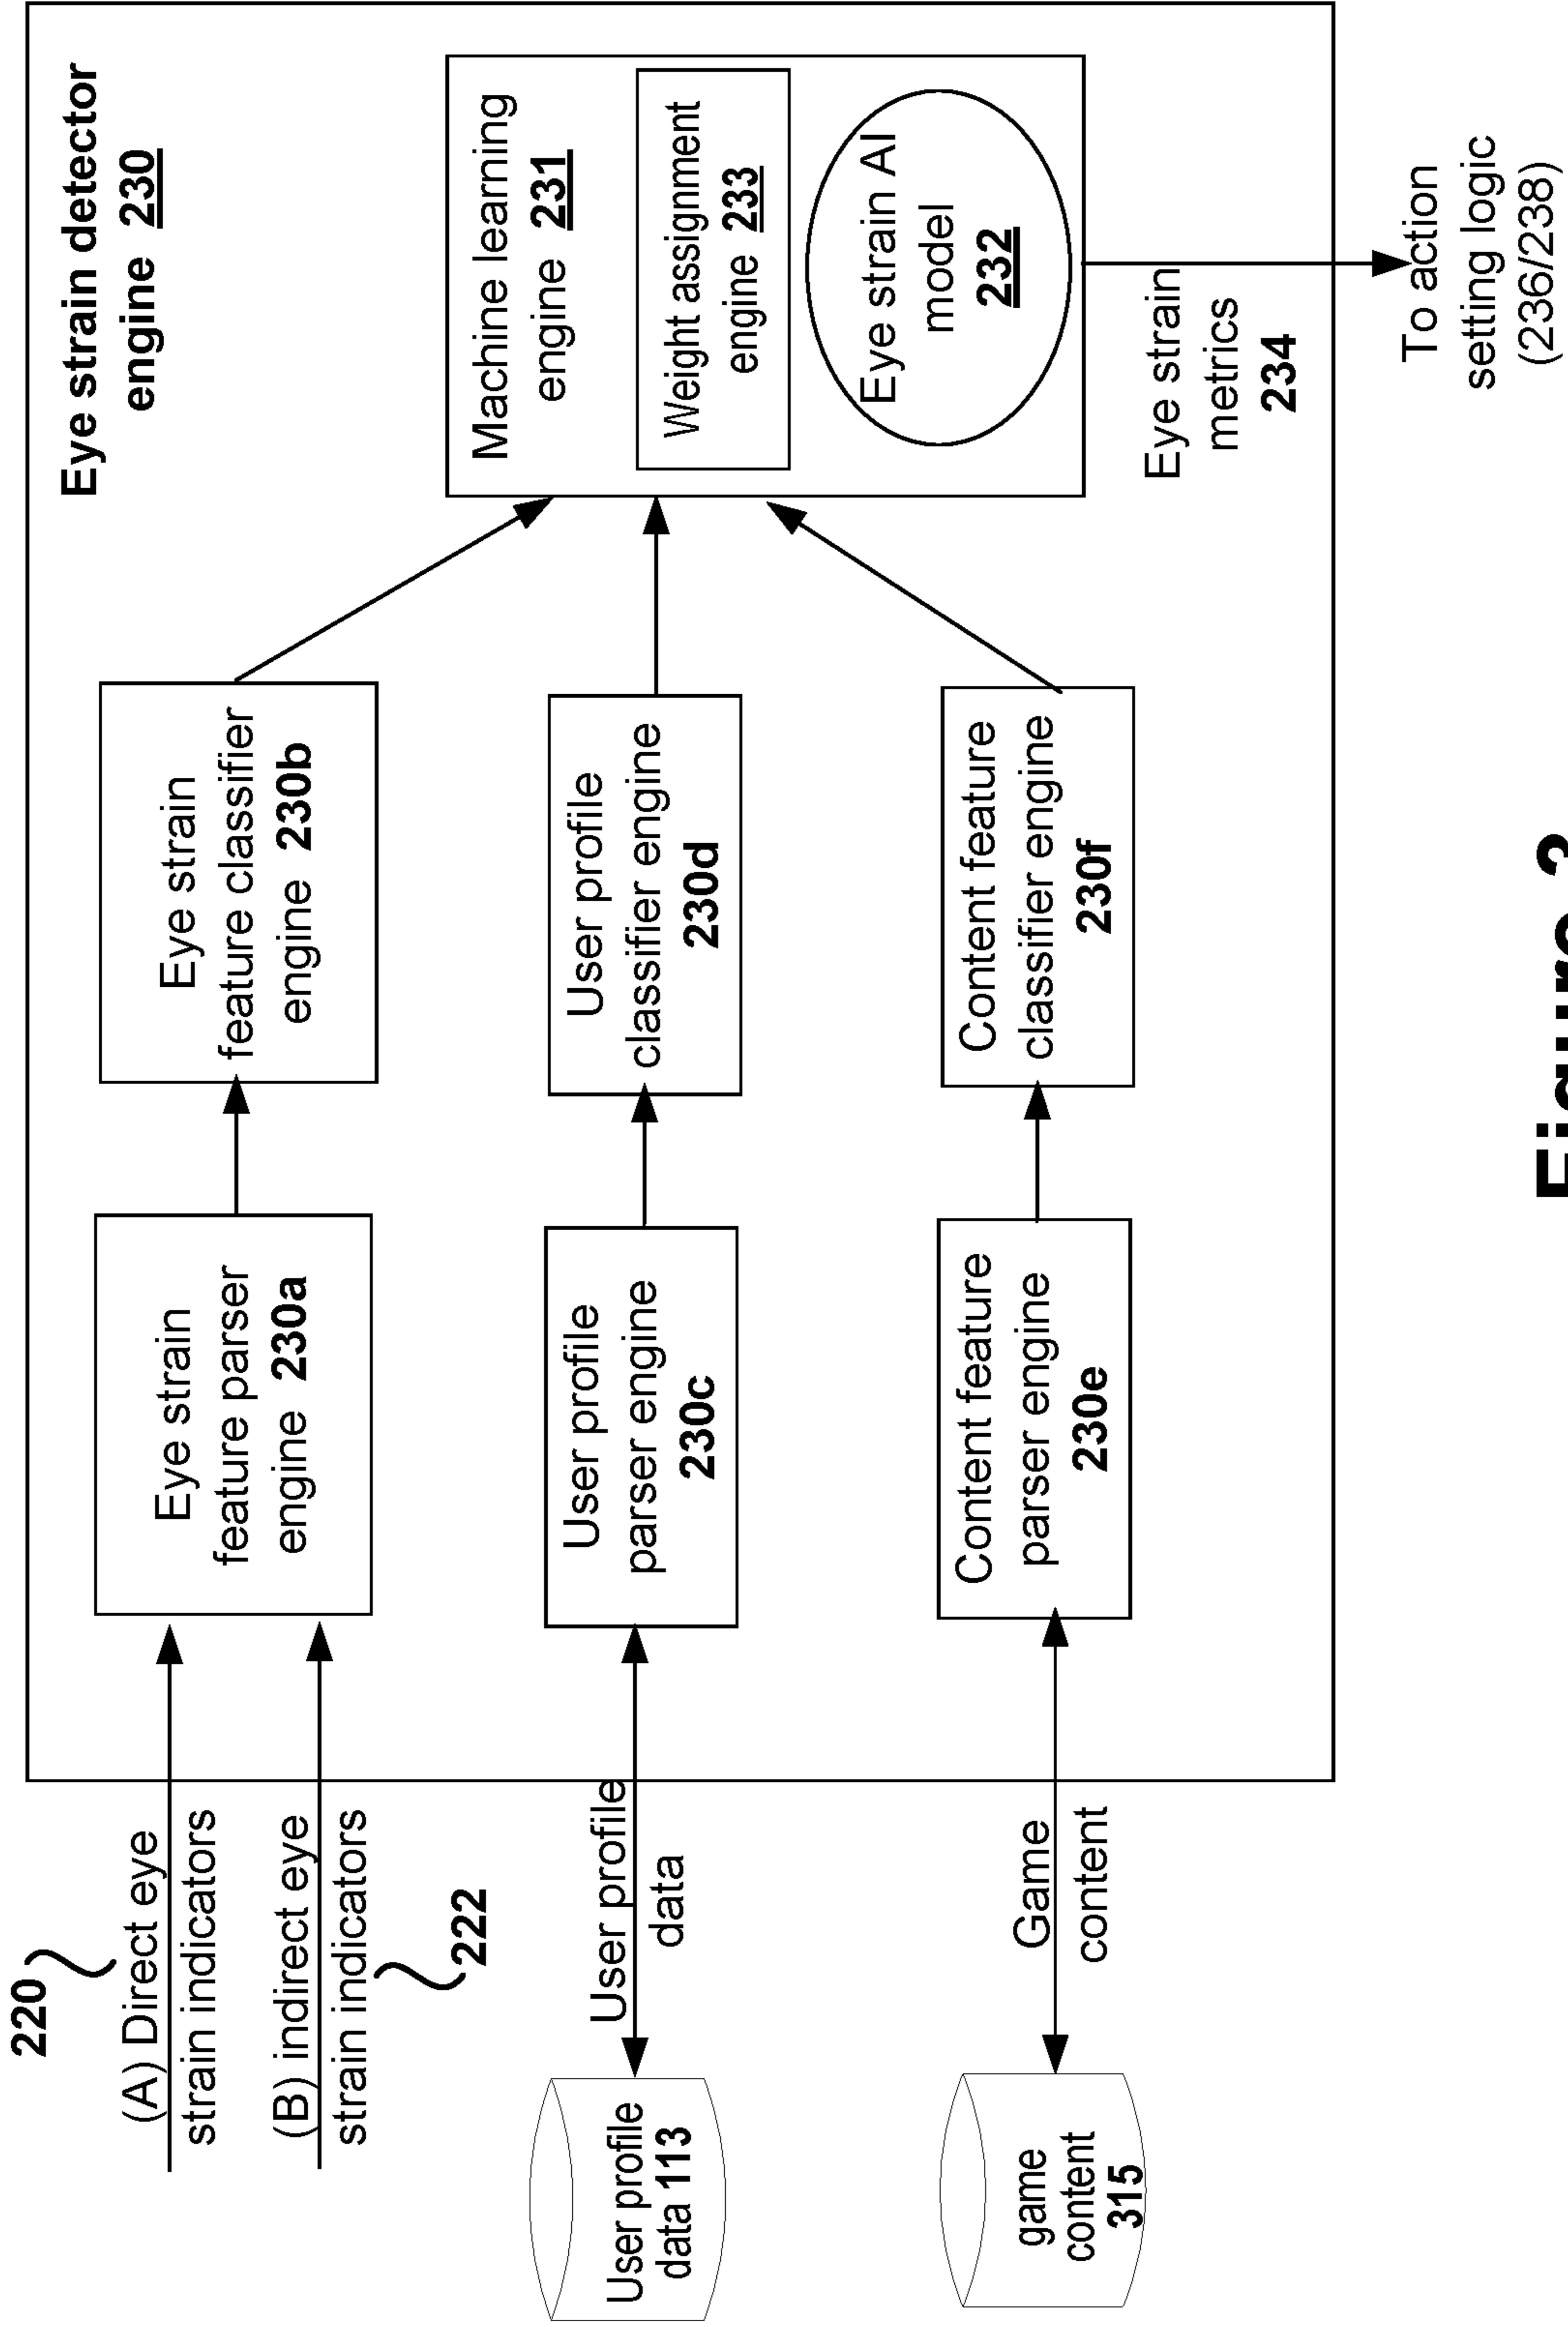 Eye strain detector
engine 230
220
(A) Direct eye
strain indicators
(B) indirect eye
strain indicators
222
Eye strain
feature parser
engine 230a
Eye strain
feature classifier
engine 230b
Machine learning
engine 231
Weight assignment
engine 233
Eye strain AI
model
232
User profile
data 113
User profile
data
User profile
parser engine
230c
User profile
classifier engine
230d
game
content
315
Game
content
Content feature
parser engine
230e
Content feature
classifier engine
230f
Eye strain
metrics
234
To action
setting logic
(236/238)
Figure